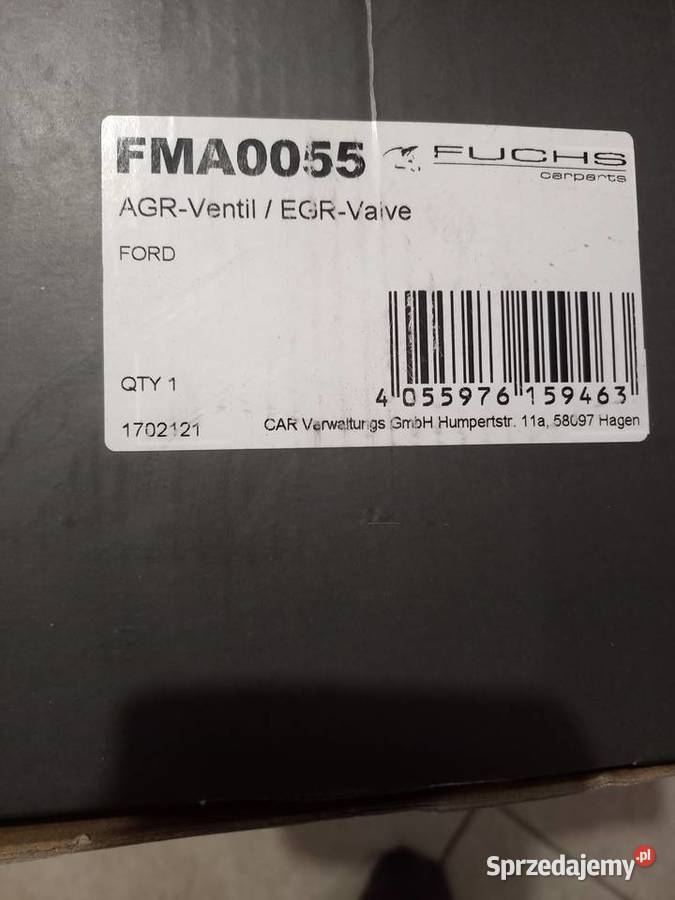 FMA0055 FUCHS
carparts
AGR-Ventil / EGR-Valve
FORD
QTY 1
4 055976 159463
1702121 CAR Verwaltungs GmbH Humpertstr. 11a, 58097 Hagen
Sprzedajemy.pl